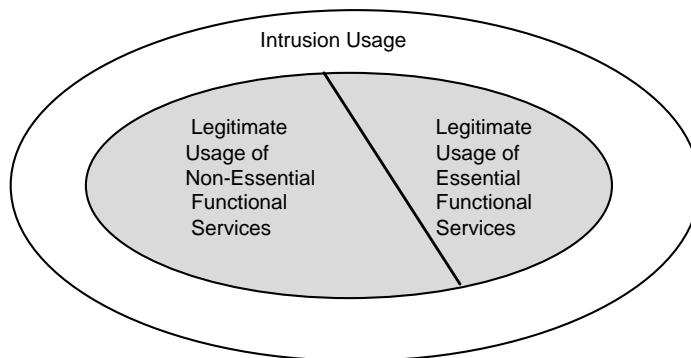 Intrusion Usage
Legitimate
Usage of
Non-Essential
Functional
Services
Legitimate
Usage of
Essential
Functional
Services